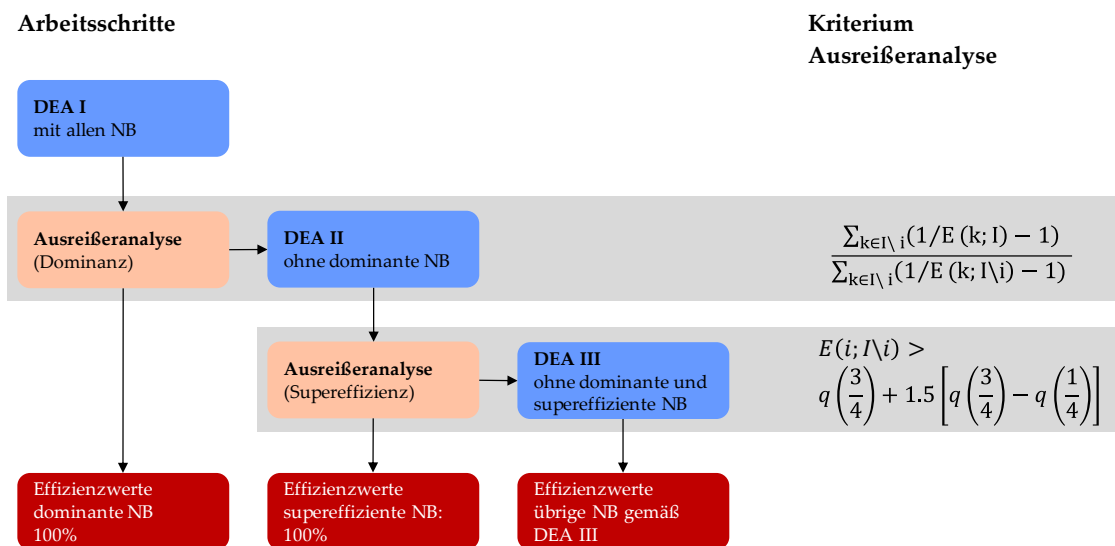 Arbeitsschritte
Kriterium
Ausreißeranalyse
DEA I
mit allen NB
Ausreißeranalyse
(Dominanz)
DEA II
ohne dominante NB
∑k∈I\ i(1/E (k; I) − 1)
∑k∈I\ i(1/E (k; I\i) − 1)
Ausreißeranalyse
(Supereffizienz)
DEA III
ohne dominante und
supereffiziente NB
E(i; I\i) >
q(3/4) + 1.5 [q(3/4) − q(1/4)]
Effizienzwerte
dominante NB
100%
Effizienzwerte
supereffiziente NB:
100%
Effizienzwerte
übrige NB gemäß
DEA III